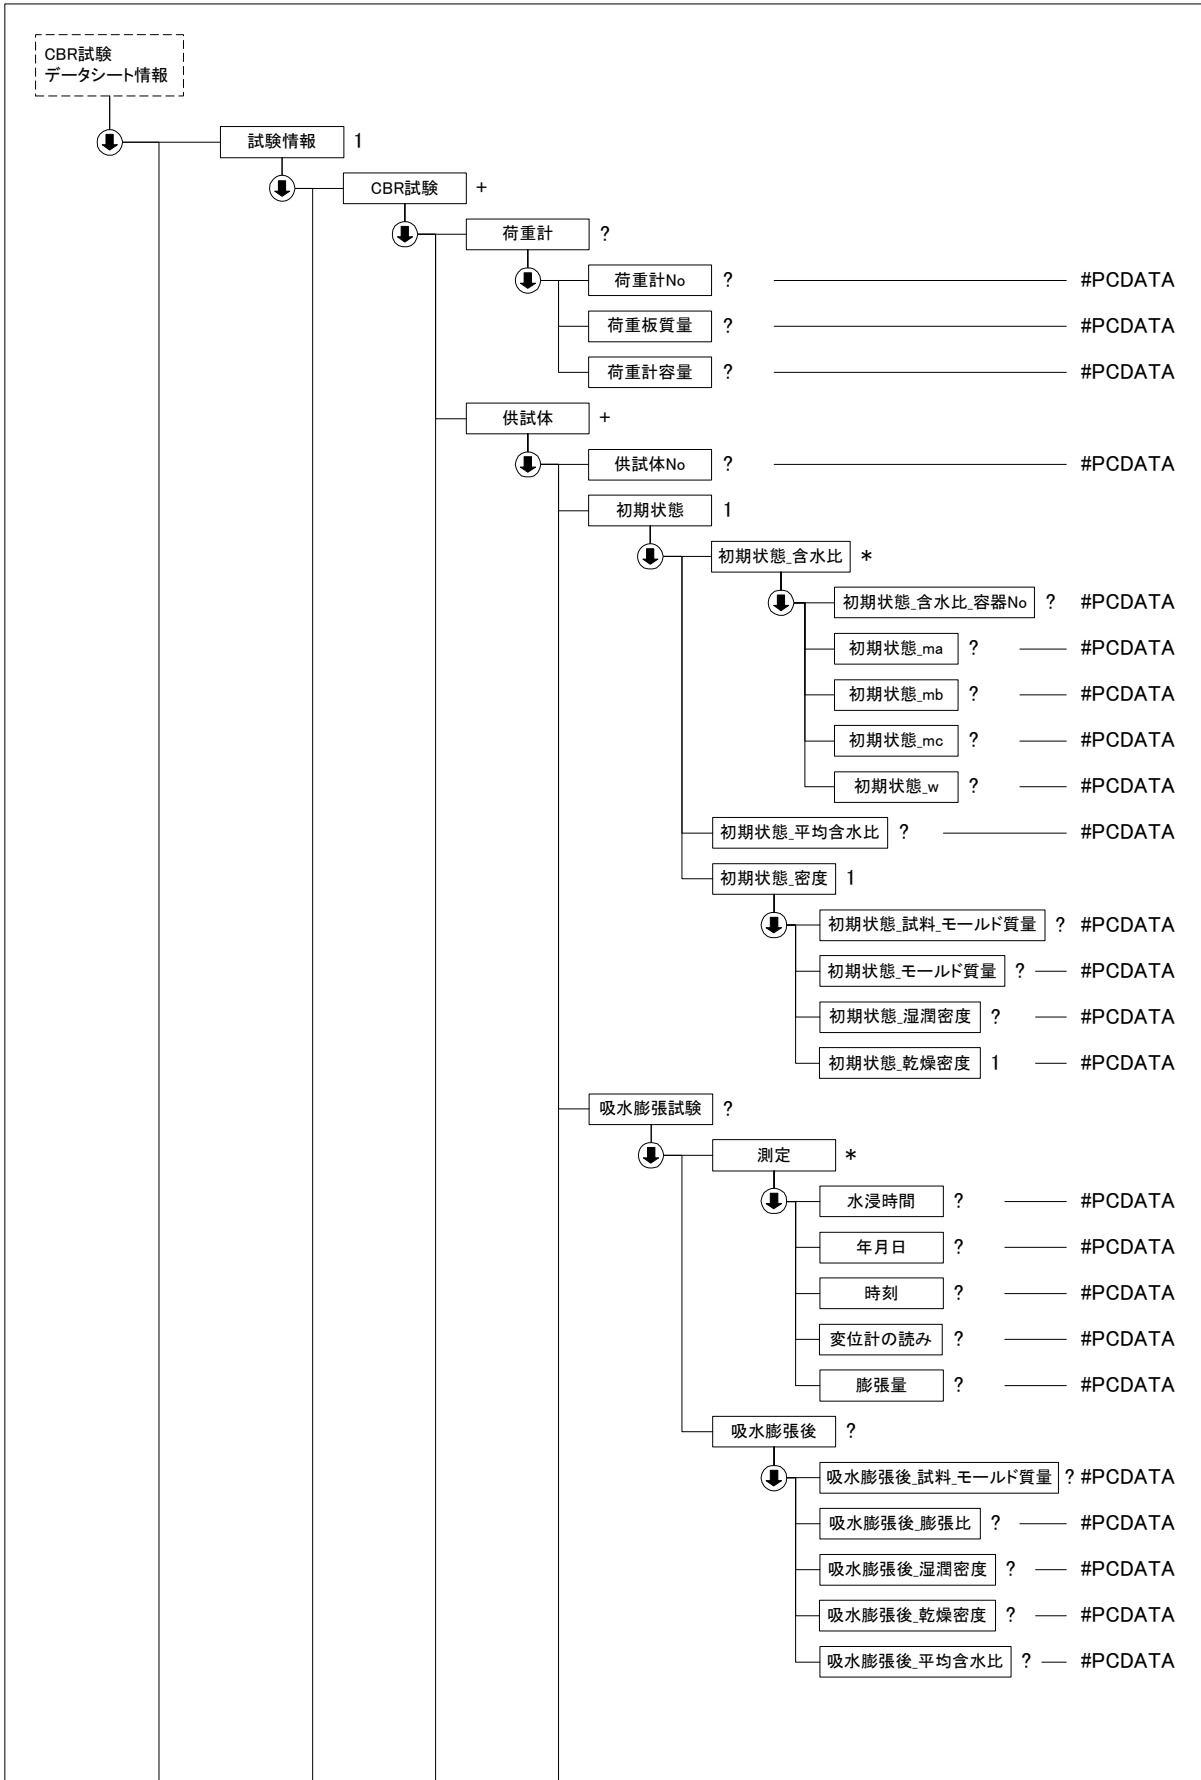 CBR試験
データシート情報
試験情報 1
CBR試験 +
荷重計 ?
荷重計No ? #PCDATA
荷重板質量 ? #PCDATA
荷重計容量 ? #PCDATA
供試体 +
供試体No ? #PCDATA
初期状態 1
初期状態_含水比 *
初期状態_含水比_容器No ? #PCDATA
初期状態_ma ? #PCDATA
初期状態_mb ? #PCDATA
初期状態_mc ? #PCDATA
初期状態_w ? #PCDATA
初期状態_平均含水比 ? #PCDATA
初期状態_密度 1
初期状態_試料_モールド質量 ? #PCDATA
初期状態_モールド質量 ? #PCDATA
初期状態_湿潤密度 ? #PCDATA
初期状態_乾燥密度 1 #PCDATA
吸水膨張試験 ?
測定 *
水浸時間 ? #PCDATA
年月日 ? #PCDATA
時刻 ? #PCDATA
変位計の読み ? #PCDATA
膨張量 ? #PCDATA
吸水膨張後 ?
吸水膨張後_試料_モールド質量 ? #PCDATA
吸水膨張後_膨張比 ? #PCDATA
吸水膨張後_湿潤密度 ? #PCDATA
吸水膨張後_乾燥密度 ? #PCDATA
吸水膨張後_平均含水比 ? #PCDATA